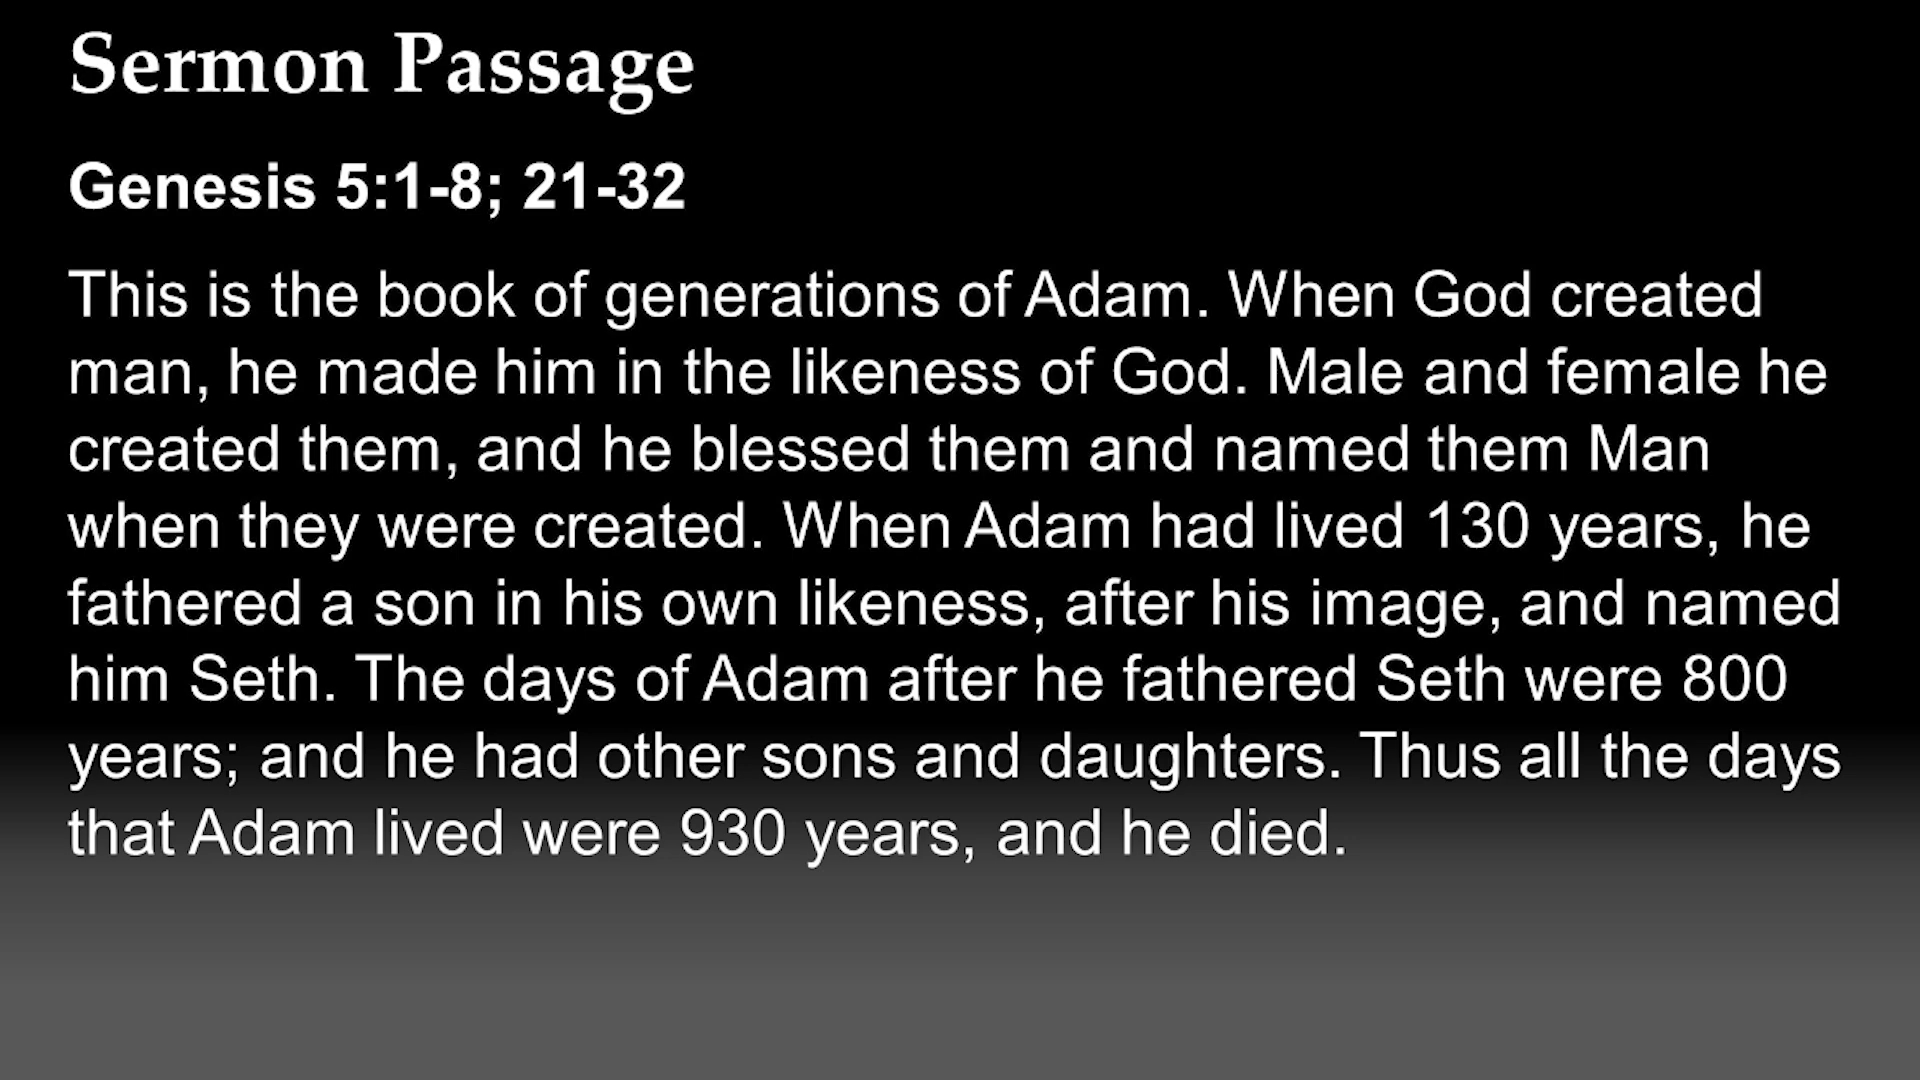 Sermon Passage
Genesis 5:1-8; 21-32
This is the book of generations of Adam. When God created
man, he made him in the likeness of God. Male and female he
created them, and he blessed them and named them Man
when they were created. When Adam had lived 130 years, he
fathered a son in his own likeness, after his image, and named
him Seth. The days of Adam after he fathered Seth were 800
years; and he had other sons and daughters. Thus all the days
that Adam lived were 930 years, and he died.